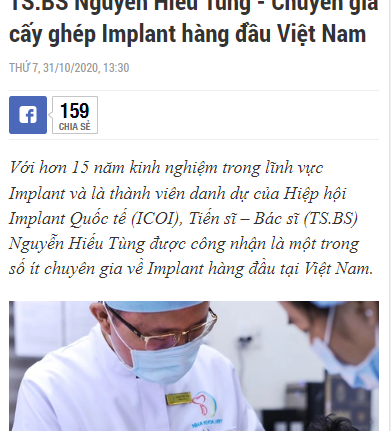 TS.BS Nguyễn Hiếu Tùng - Chuyên gia
cấy ghép Implant hàng đầu Việt Nam
THỨ 7, 31/10/2020, 13:30
159
CHIA SẺ
Với hơn 15 năm kinh nghiệm trong lĩnh vực
Implant và là thành viên danh dự của Hiệp hội
Implant Quốc tế (ICOI), Tiến sĩ – Bác sĩ (TS.BS)
Nguyễn Hiếu Tùng được công nhận là một trong
số ít chuyên gia về Implant hàng đầu tại Việt Nam.